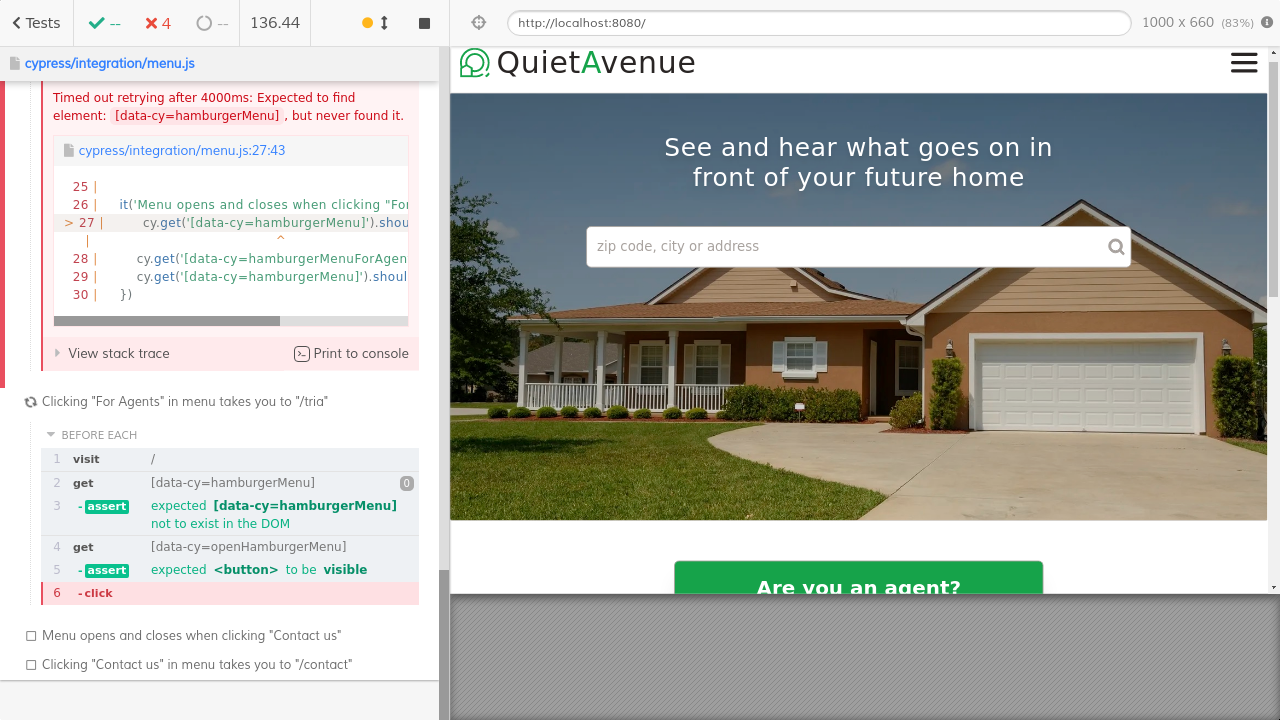 Tests
--
4
--
136.44
http://localhost:8080/
1000 x 660 (83%)
cypress/integration/menu.js
Timed out retrying after 4000ms: Expected to find
element: [data-cy=hamburgerMenu] , but never found it.
cypress/integration/menu.js:27:43
25 |
26 | it('Menu opens and closes when clicking "For
> 27 | cy.get('[data-cy=hamburgerMenu]').shou
| ^
28 | cy.get('[data-cy=hamburgerMenuForAgen
29 | cy.get('[data-cy=hamburgerMenu]').shoul
30 | })
View stack trace
Print to console
Clicking "For Agents" in menu takes you to "/tria"
BEFORE EACH
1 visit /
2 get [data-cy=hamburgerMenu] 0
3 -assert expected [data-cy=hamburgerMenu]
not to exist in the DOM
4 get [data-cy=openHamburgerMenu]
5 -assert expected <button> to be visible
6 -click
Menu opens and closes when clicking "Contact us"
Clicking "Contact us" in menu takes you to "/contact"
QuietAvenue
See and hear what goes on in
front of your future home
zip code, city or address
Are you an agent?